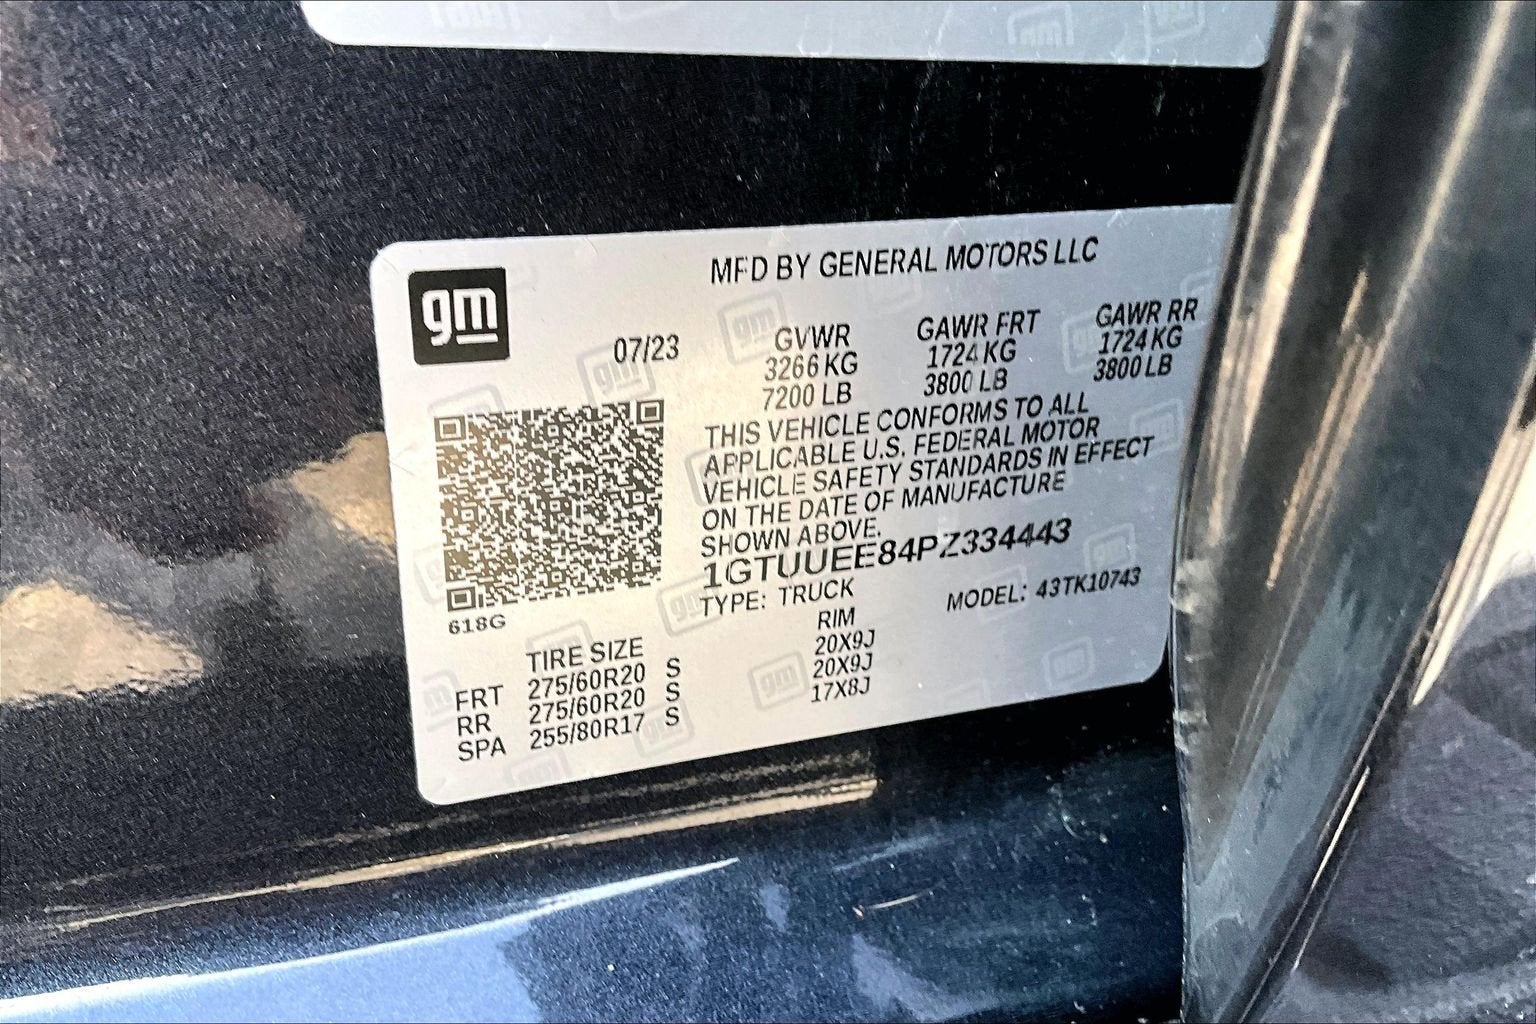 gm
MFD BY GENERAL MOTORS LLC
07/23
GVWR GAWR FRT GAWR RR
3266 KG 1724 KG 1724 KG
7200 LB 3800 LB 3800 LB
THIS VEHICLE CONFORMS TO ALL
APPLICABLE U.S. FEDERAL MOTOR
VEHICLE SAFETY STANDARDS IN EFFECT
ON THE DATE OF MANUFACTURE
SHOWN ABOVE.
1GTUUEE84PZ334443
TYPE: TRUCK MODEL: 43TK10743
618G
TIRE SIZE RIM
FRT 275/60R20 S 20X9J
RR 275/60R20 S 20X9J
SPA 255/80R17 S 17X8J